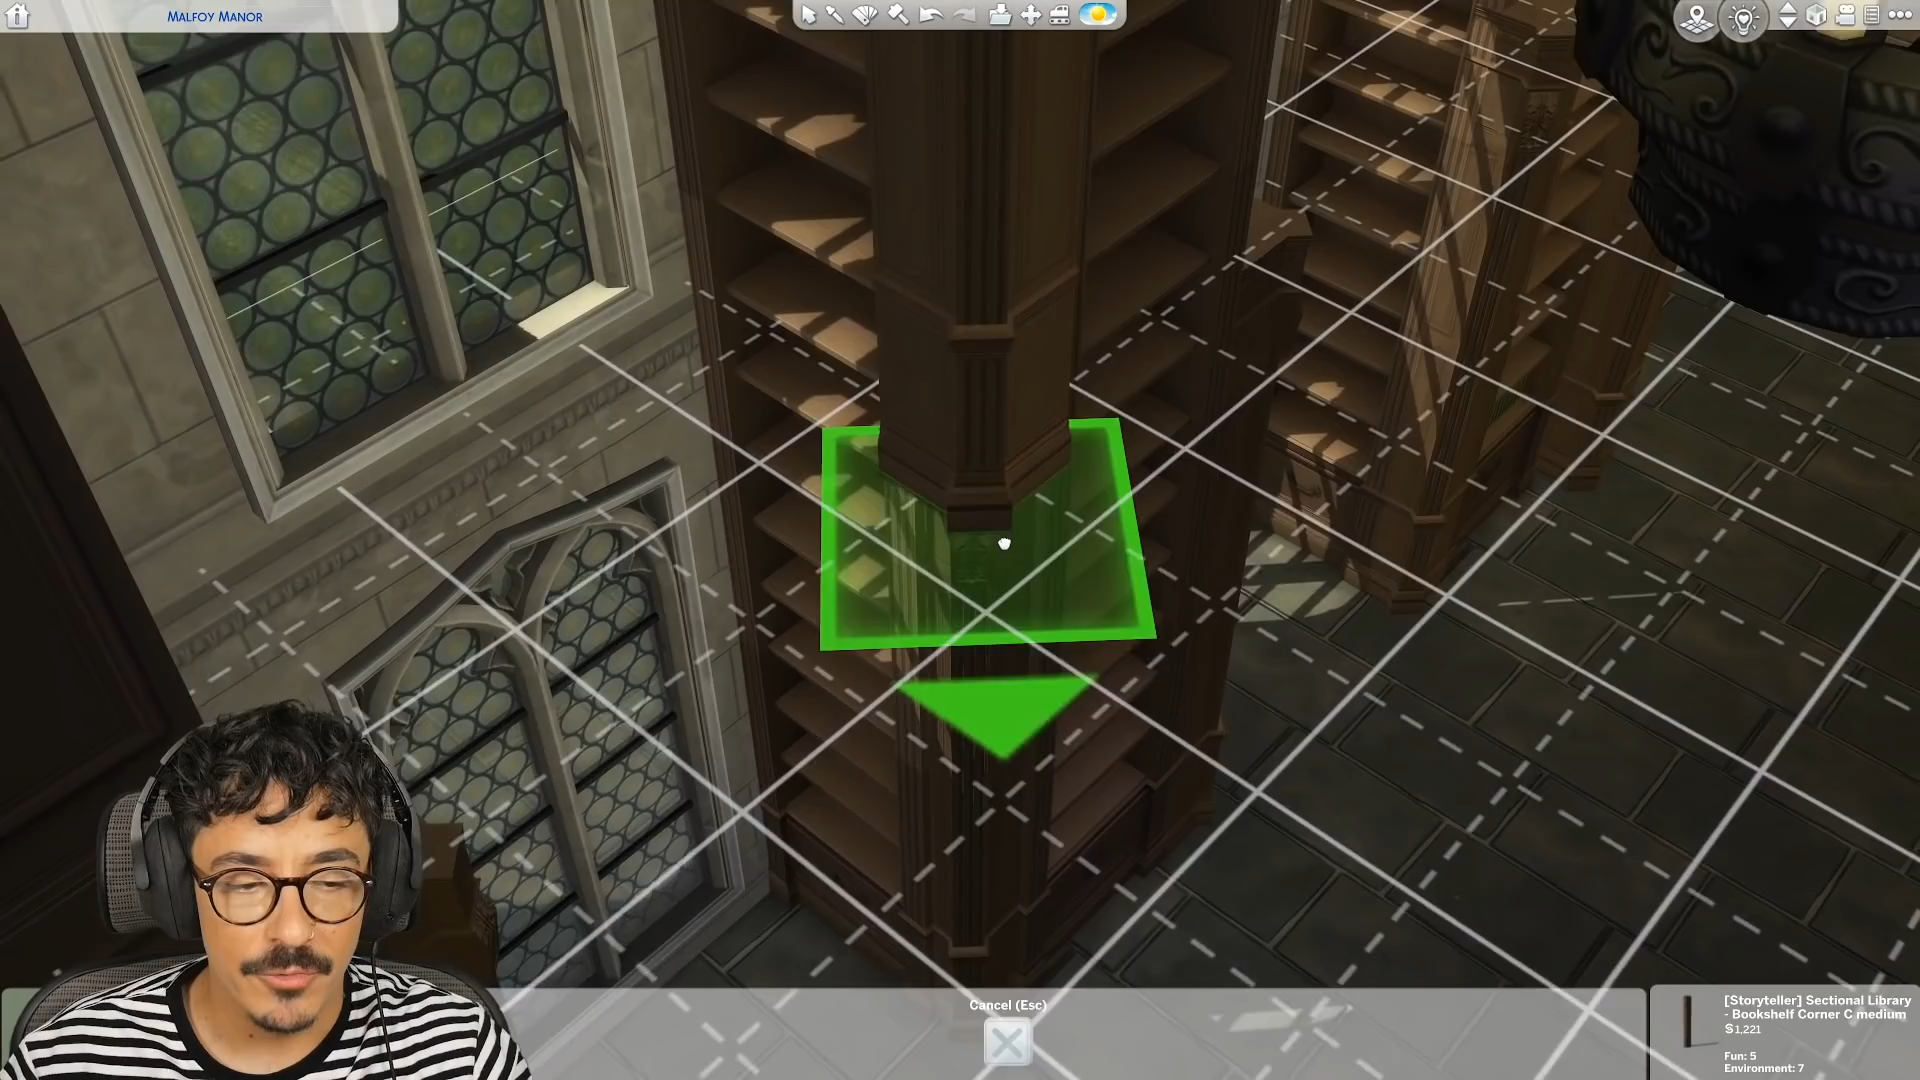 MALFOY MANOR
Cancel (Esc)
[Storyteller] Sectional Library
- Bookshelf Corner C medium
§1,221
Fun: 5
Environment: 7